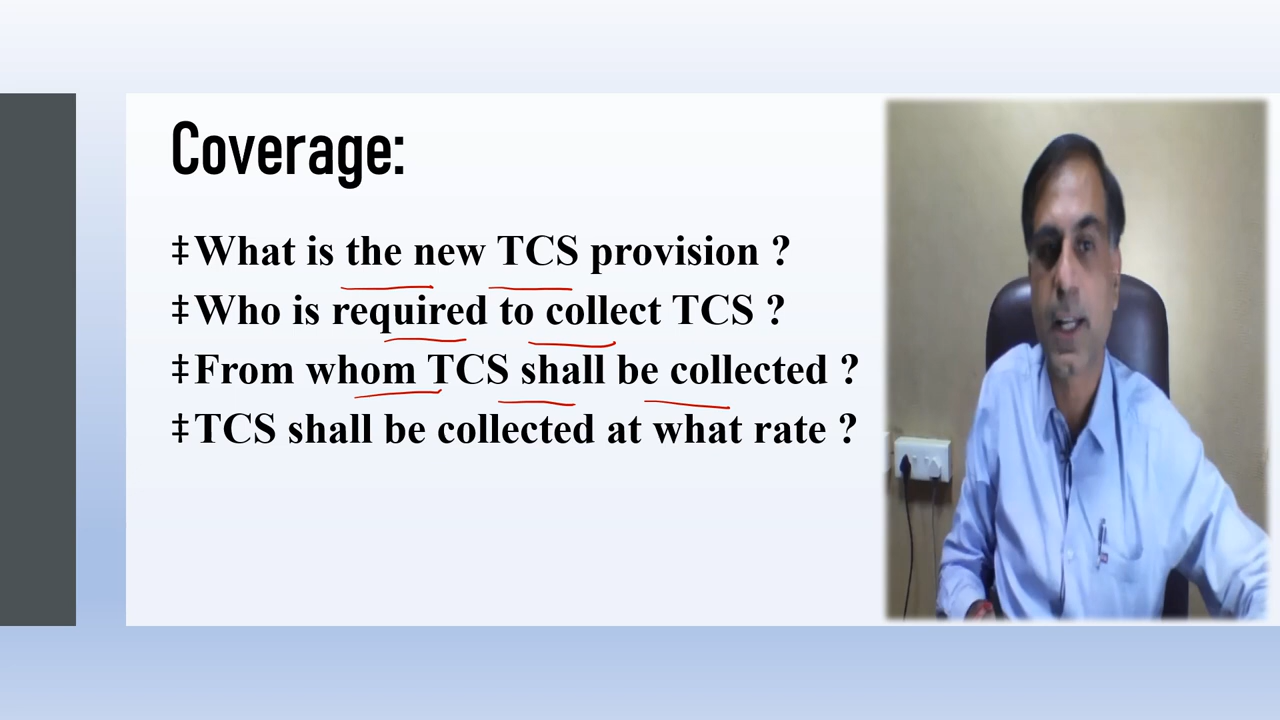 Coverage:
‡What is the new TCS provision ?
‡Who is required to collect TCS ?
‡From whom TCS shall be collected ?
‡TCS shall be collected at what rate ?